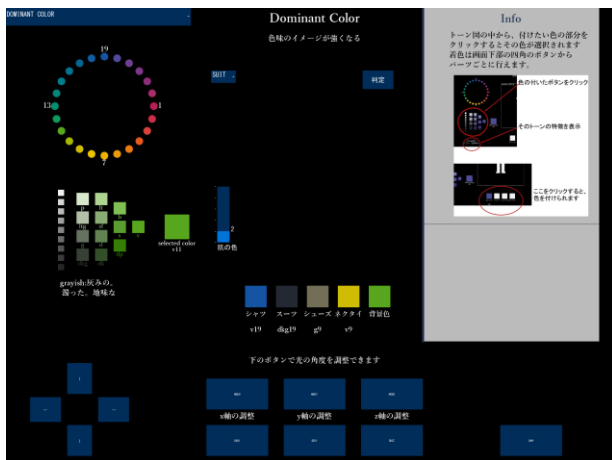 DOMINANT COLOR
Dominant Color
色味のイメージが強くなる
Info
トーン図の中から、付けたい色の部分を
クリックするとその色が選択されます
着色は画面下部の四角のボタンから
パーツごとに行えます。
19
13
1
7
SUIT
判定
色の付いたボタンをクリック
そのトーンの特徴を表示
ここをクリックすると、
色を付けられます
p
lt
b
ltg
sf
s
v
g
d
dp
dkg
dk
selected color
v11
2
肌の色
grayish:灰みの。
濁った。地味な
シャツ
スーツ
シューズ
ネクタイ
背景色
v19
dkg19
g9
v9
下のボタンで光の角度を調整できます
x軸の調整
y軸の調整
z軸の調整